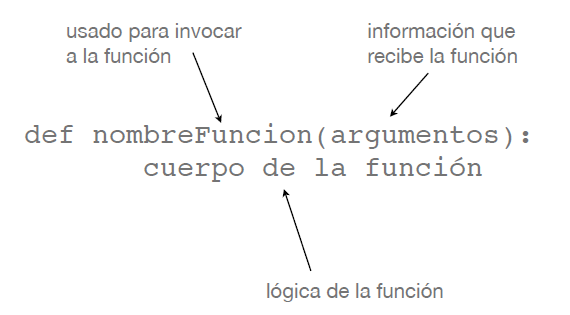 usado para invocar
a la función
información que
recibe la función
def nombreFuncion(argumentos):
cuerpo de la función
lógica de la función